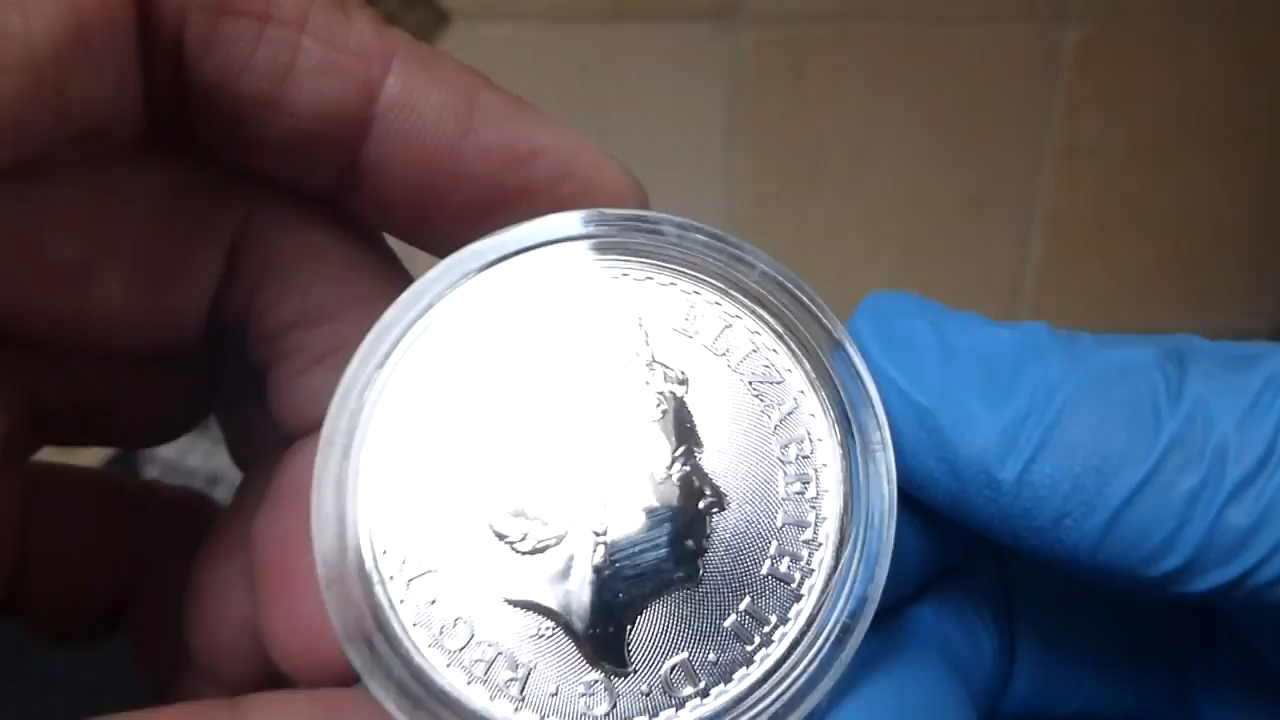 ELIZABETH II · D · G · REG